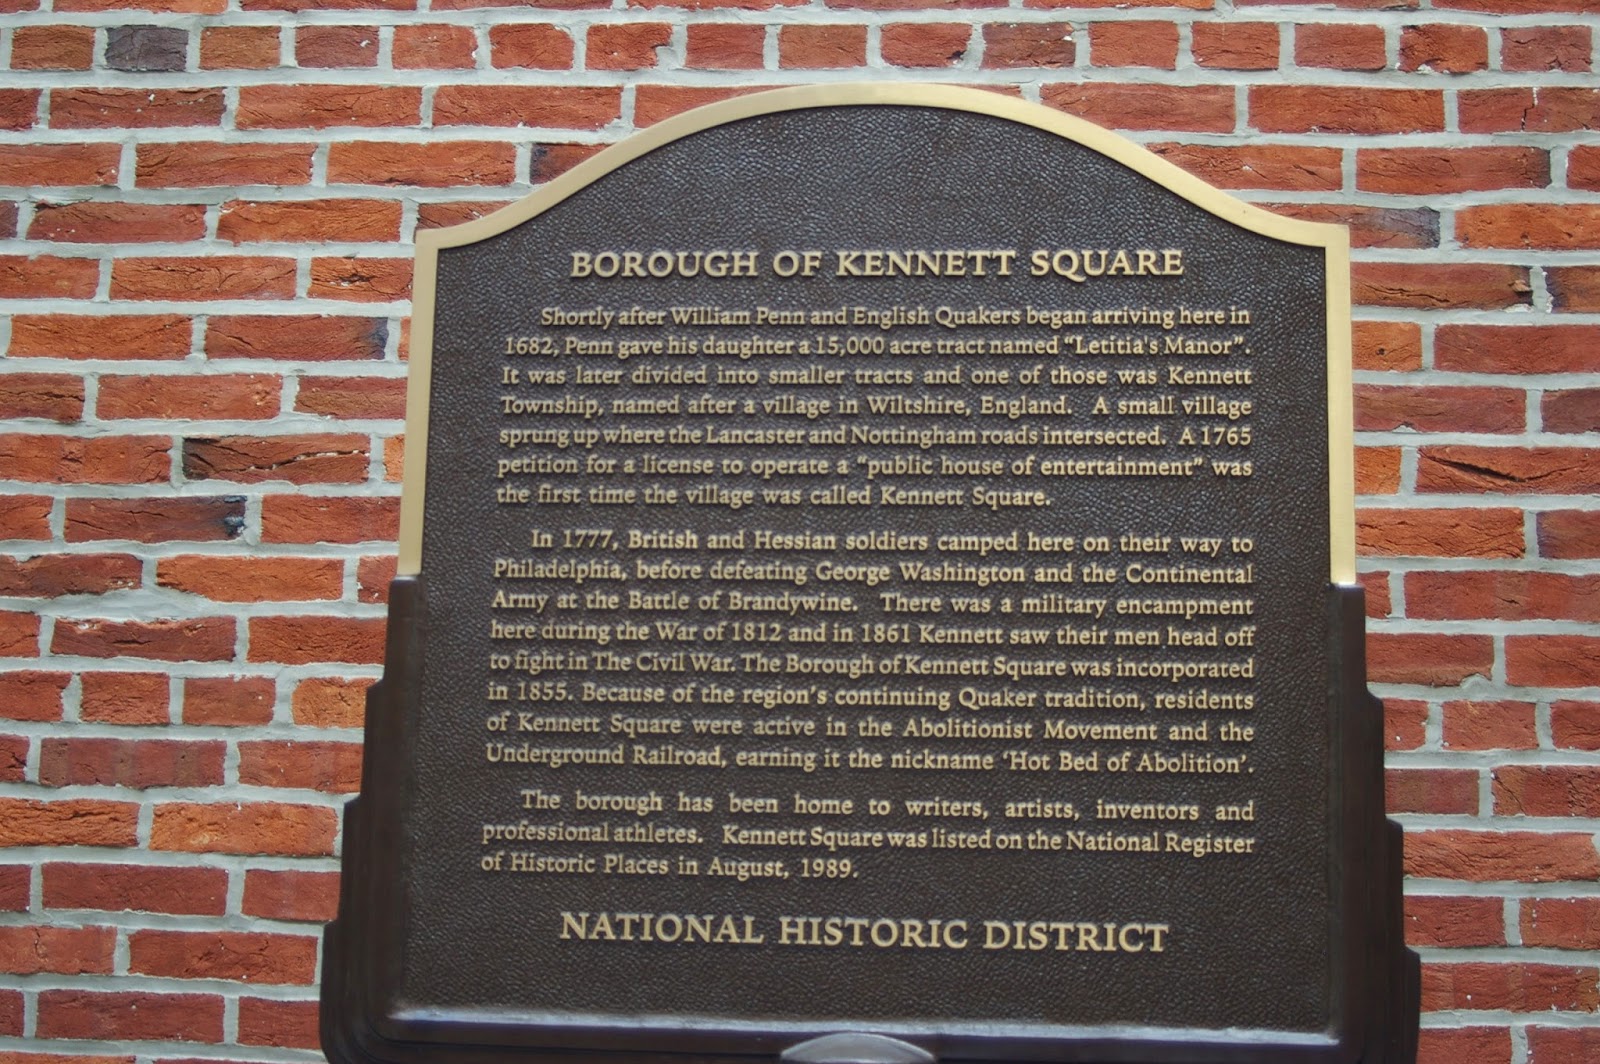 BOROUGH OF KENNETT SQUARE
Shortly after William Penn and English Quakers began arriving here in
1682, Penn gave his daughter a 15,000 acre tract named “Letitia's Manor”.
It was later divided into smaller tracts and one of those was Kennett
Township, named after a village in Wiltshire, England. A small village
sprung up where the Lancaster and Nottingham roads intersected. A 1765
petition for a license to operate a “public house of entertainment” was
the first time the village was called Kennett Square.
In 1777, British and Hessian soldiers camped here on their way to
Philadelphia, before defeating George Washington and the Continental
Army at the Battle of Brandywine. There was a military encampment
here during the War of 1812 and in 1861 Kennett saw their men head off
to fight in The Civil War. The Borough of Kennett Square was incorporated
in 1855. Because of the region's continuing Quaker tradition, residents
of Kennett Square were active in the Abolitionist Movement and the
Underground Railroad, earning it the nickname ‘Hot Bed of Abolition’.
The borough has been home to writers, artists, inventors and
professional athletes. Kennett Square was listed on the National Register
of Historic Places in August, 1989.
NATIONAL HISTORIC DISTRICT